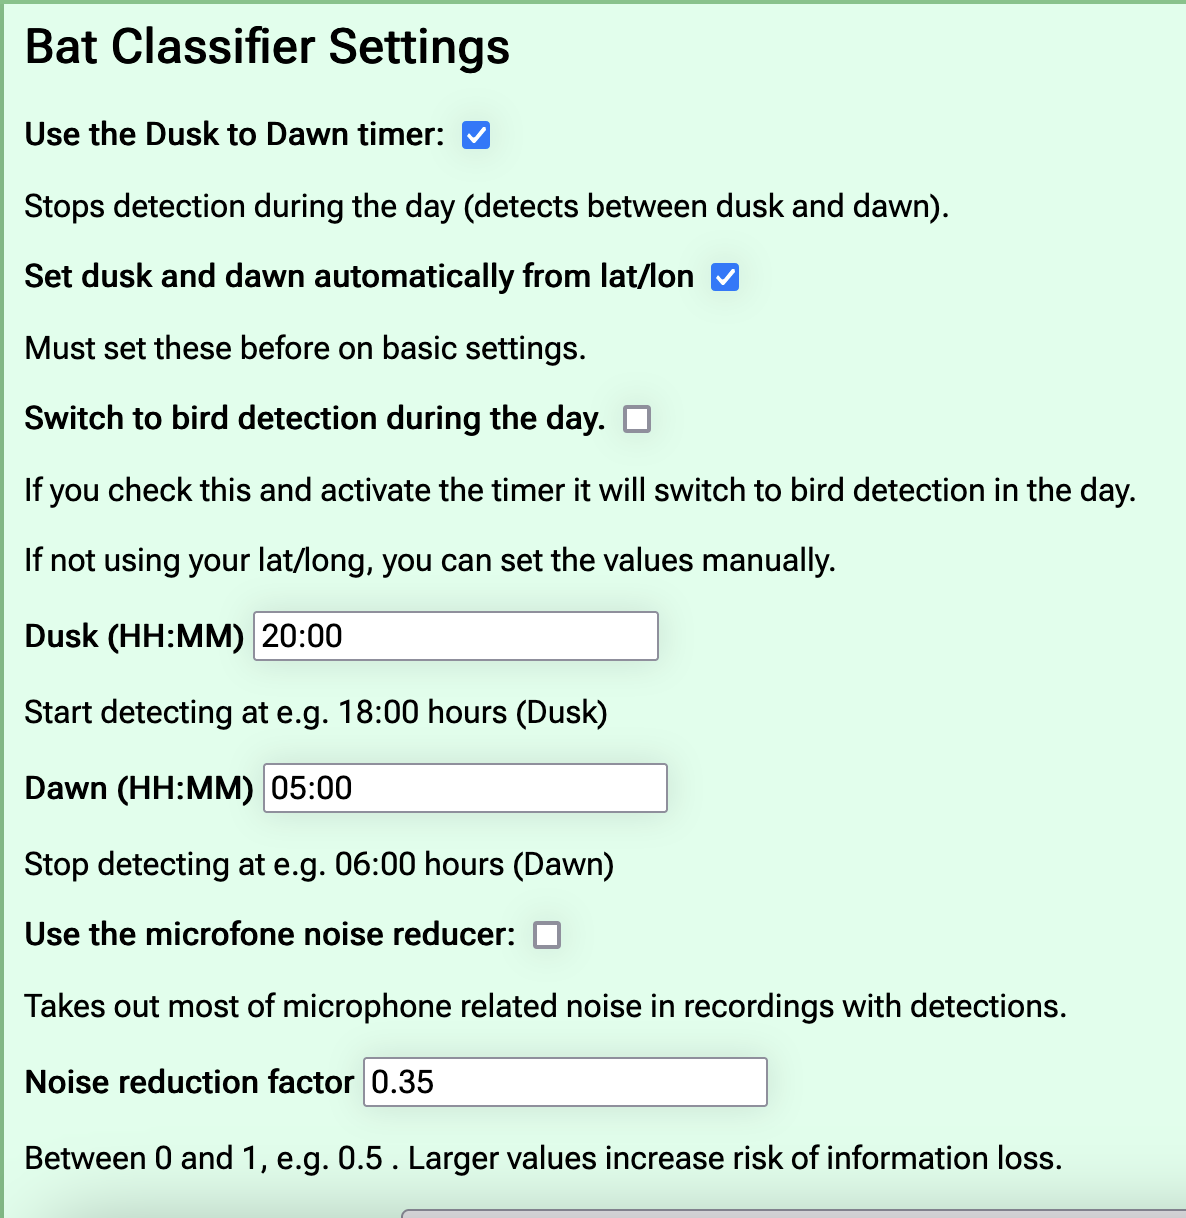 Bat Classifier Settings
Use the Dusk to Dawn timer:
Stops detection during the day (detects between dusk and dawn).
Set dusk and dawn automatically from lat/lon
Must set these before on basic settings.
Switch to bird detection during the day.
If you check this and activate the timer it will switch to bird detection in the day.
If not using your lat/long, you can set the values manually.
Dusk (HH:MM) 20:00
Start detecting at e.g. 18:00 hours (Dusk)
Dawn (HH:MM) 05:00
Stop detecting at e.g. 06:00 hours (Dawn)
Use the microfone noise reducer:
Takes out most of microphone related noise in recordings with detections.
Noise reduction factor 0.35
Between 0 and 1, e.g. 0.5 . Larger values increase risk of information loss.